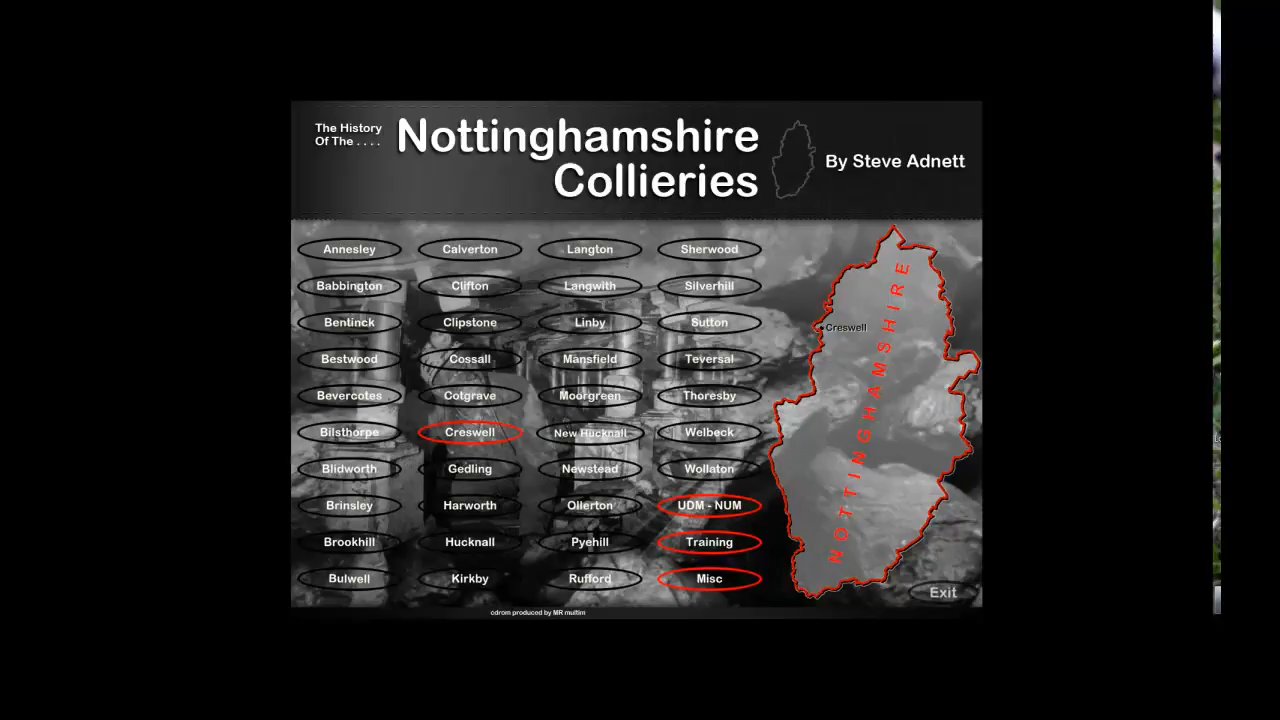 The History
Of The . . . .
Nottinghamshire
Collieries
By Steve Adnett
Annesley
Calverton
Langton
Sherwood
Babbington
Clifton
Langwith
Silverhill
Bentinck
Clipstone
Linby
Sutton
Bestwood
Cossall
Mansfield
Teversal
Bevercotes
Cotgrave
Moorgreen
Thoresby
Bilsthorpe
Creswell
New Hucknall
Welbeck
Blidworth
Gedling
Newstead
Wollaton
Brinsley
Harworth
Ollerton
UDM - NUM
Brookhill
Hucknall
Pyehill
Training
Bulwell
Kirkby
Rufford
Misc
Creswell
NOTTINGHAMSHIRE
Exit
cdrom produced by MR multim